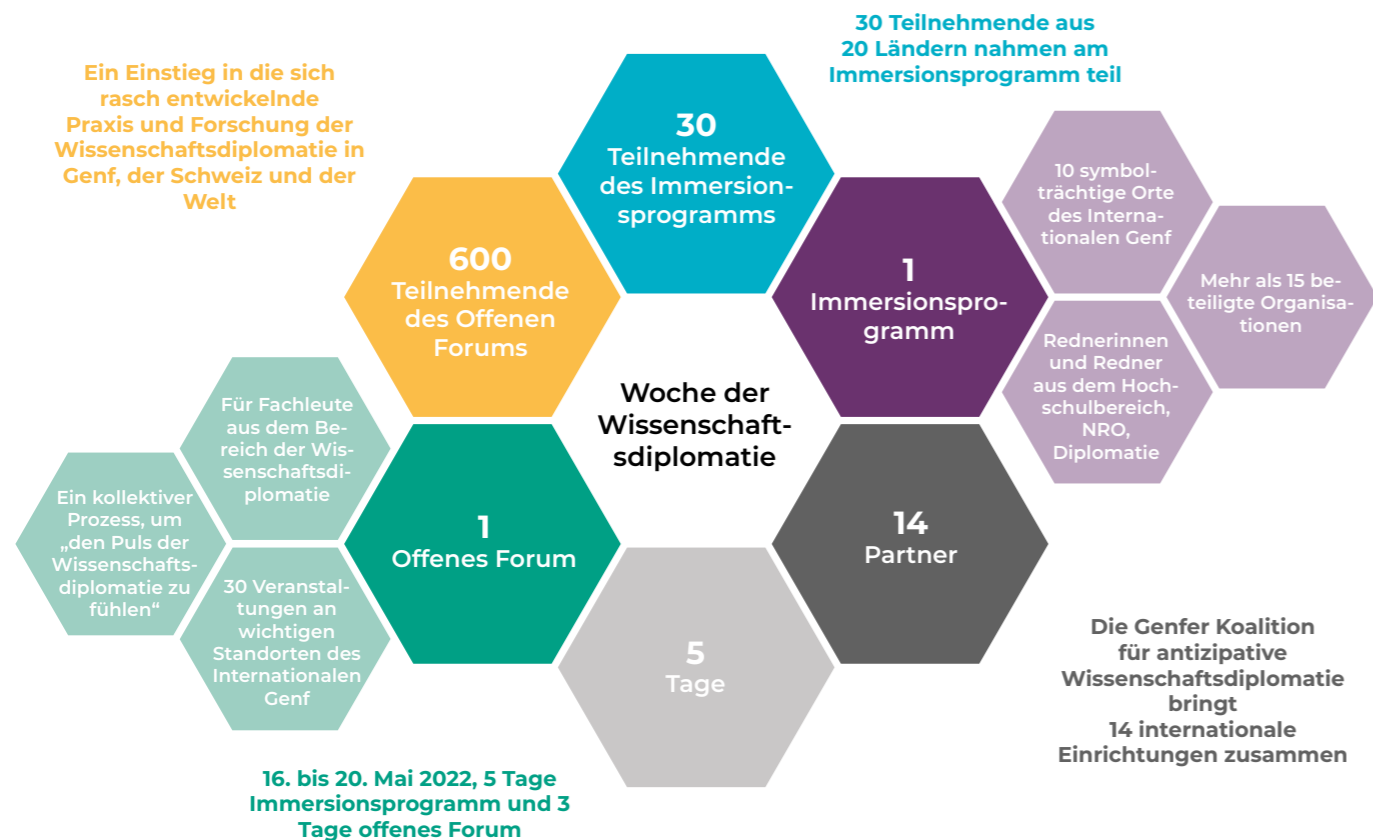 30 Teilnehmende aus
20 Ländern nahmen am
Immersionsprogramm teil
Ein Einstieg in die sich
rasch entwickelnde
Praxis und Forschung der
Wissenschaftsdiplomatie in
Genf, der Schweiz und der
Welt
30
Teilnehmende
des Immersion-
sprogramms
10 symbol-
trächtige Orte
des Interna-
tionalen Genf
600
Teilnehmende
des Offenen
Forums
1
Immersionspro-
gramm
Mehr als 15 be-
teiligte Organisa-
tionen
Rednerinnen
und Redner
aus dem Hoch-
schulbereich,
NRO,
Diplomatie
Woche der
Wissenschaft-
sdiplomatie
Für Fachleute
aus dem Be-
reich der Wis-
senschaftsdi-
plomatie
Ein kollektiver
Prozess, um
„den Puls der
Wissenschafts-
diplomatie zu
fühlen“
1
Offenes Forum
14
Partner
30 Veranstal-
tungen an
wichtigen
Standorten des
Internationalen
Genf
5
Tage
Die Genfer Koalition
für antizipative
Wissenschaftsdiplomatie
bringt
14 internationale
Einrichtungen zusammen
16. bis 20. Mai 2022, 5 Tage
Immersionsprogramm und 3
Tage offenes Forum